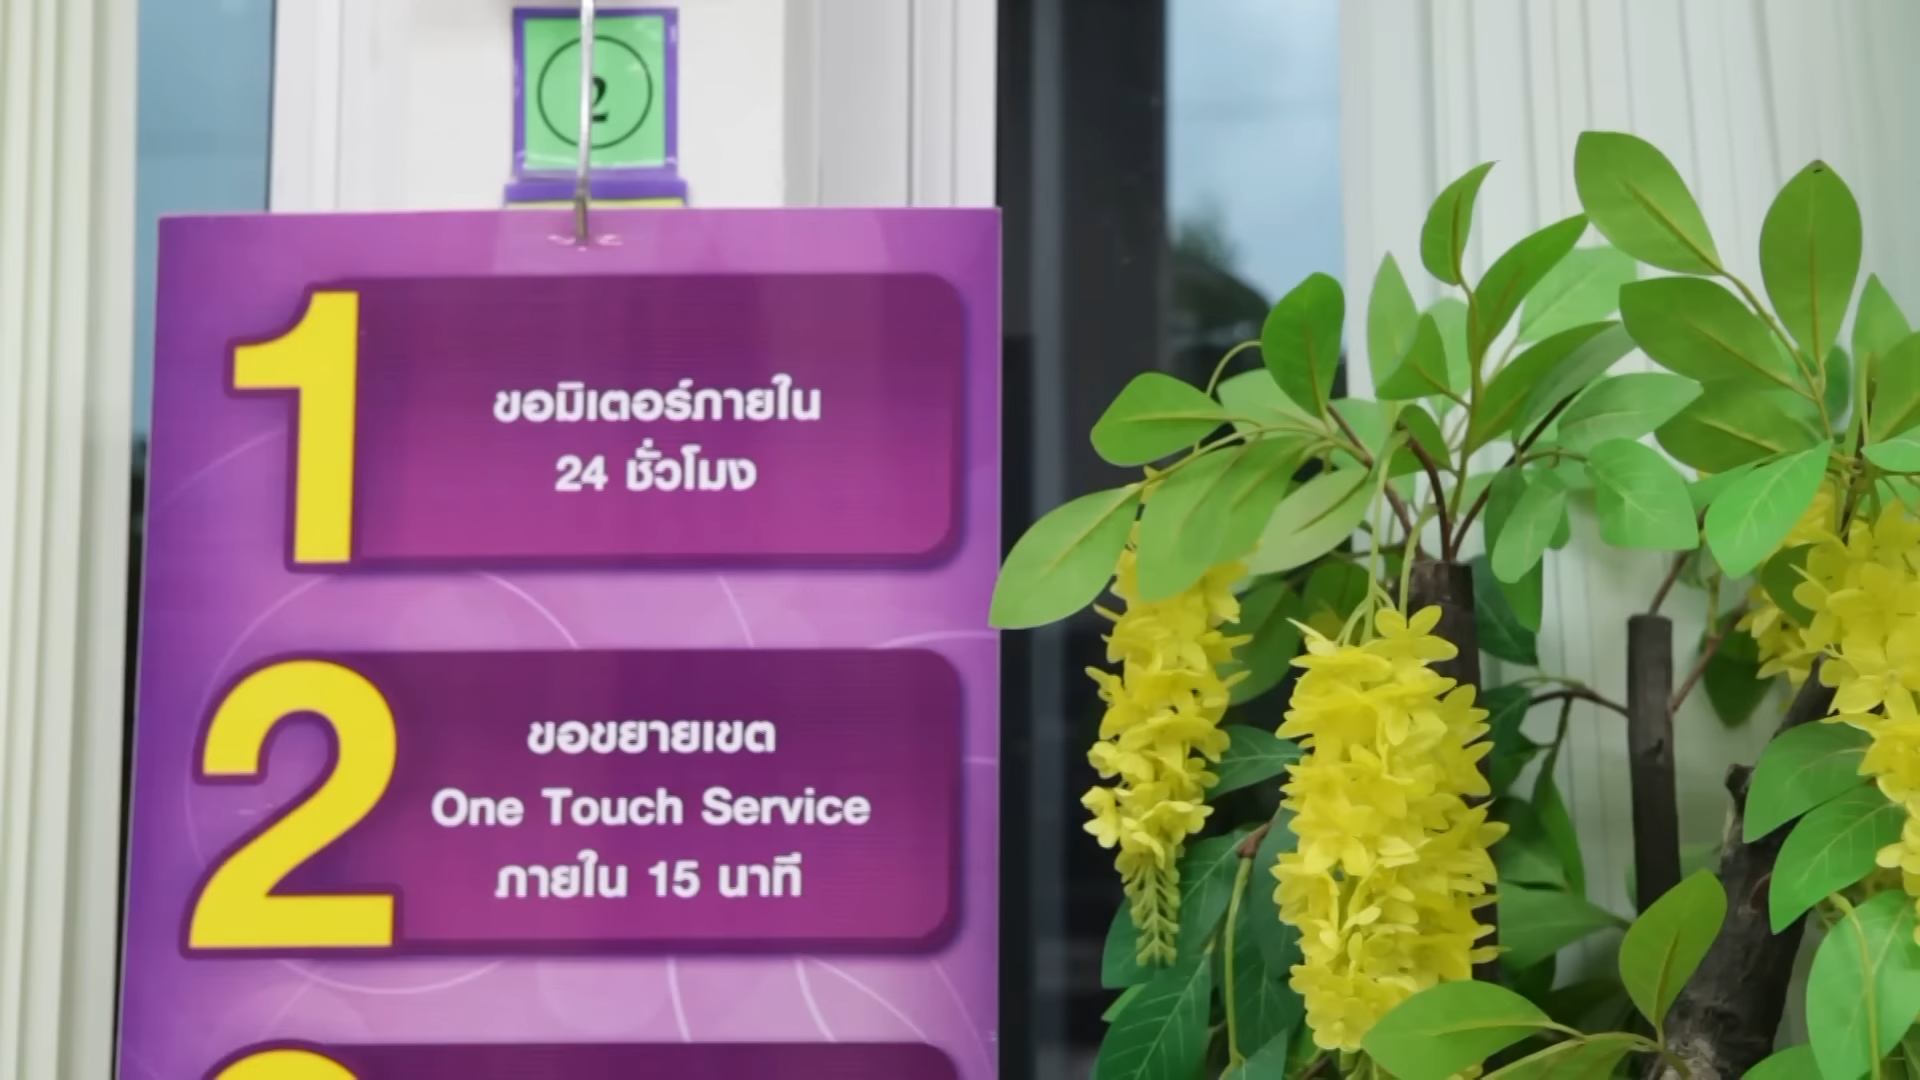 2
1
ขอมิเตอร์ภายใน
24 ชั่วโมง
2
ขอขยายเขต
One Touch Service
ภายใน 15 นาที